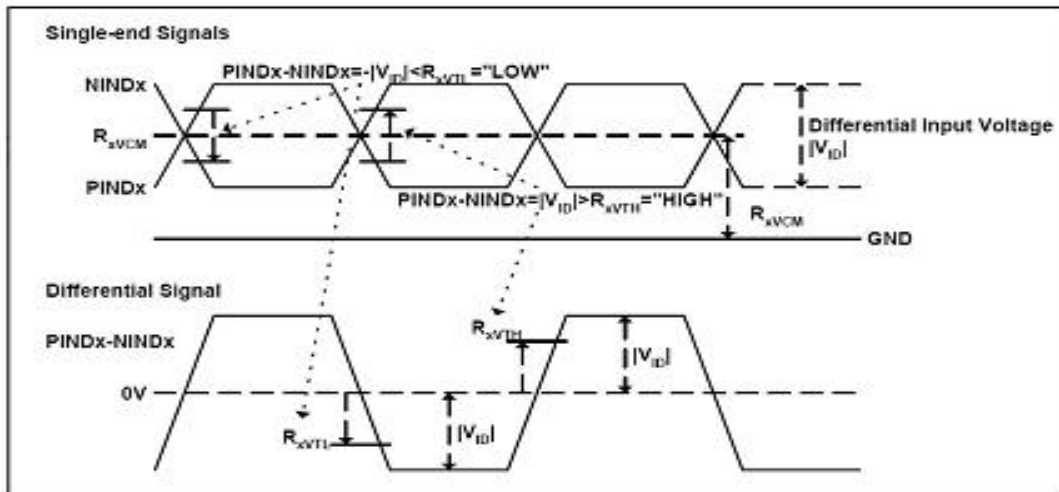 Single-end Signals
PINDx-NINDx=-|VID|<RxVTL="LOW"
NINDx
RxVCM
Differential Input Voltage
|VID|
PINDx
PINDx-NINDx=|VID|>RxVTH="HIGH"
RxVCM
GND
Differential Signal
RxVTH
PINDx-NINDx
|VID|
0V
RxVTL
|VID|